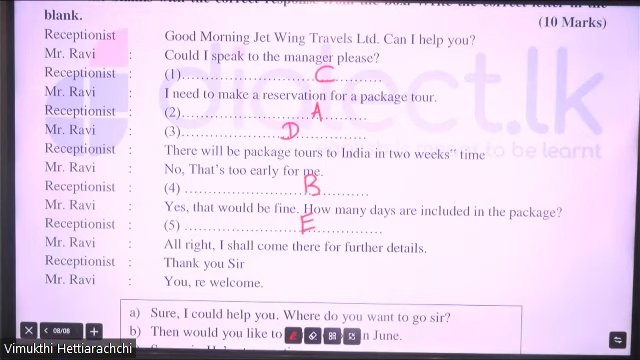 blank.
(10 Marks)
Receptionist Good Morning Jet Wing Travels Ltd. Can I help you?
Mr. Ravi : Could I speak to the manager please?
Receptionist : (1).......................... C ..............
Mr. Ravi : I need to make a reservation for a package tour.
Receptionist : (2).......................... A ..............
Mr. Ravi : (3).......................... D ..............
Receptionist : There will be package tours to India in two weeks" time
Mr. Ravi : No, That's too early for me.
Receptionist : (4) .......................... B ..............
Mr. Ravi : Yes, that would be fine. How many days are included in the package?
Receptionist : (5) .......................... E ..............
Mr. Ravi : All right, I shall come there for further details.
Receptionist : Thank you Sir
Mr. Ravi : You, re welcome.
a) Sure, I could help you. Where do you want to go sir?
b) Then would you like to n June.
08/08
Vimukthi Hettiarachchi